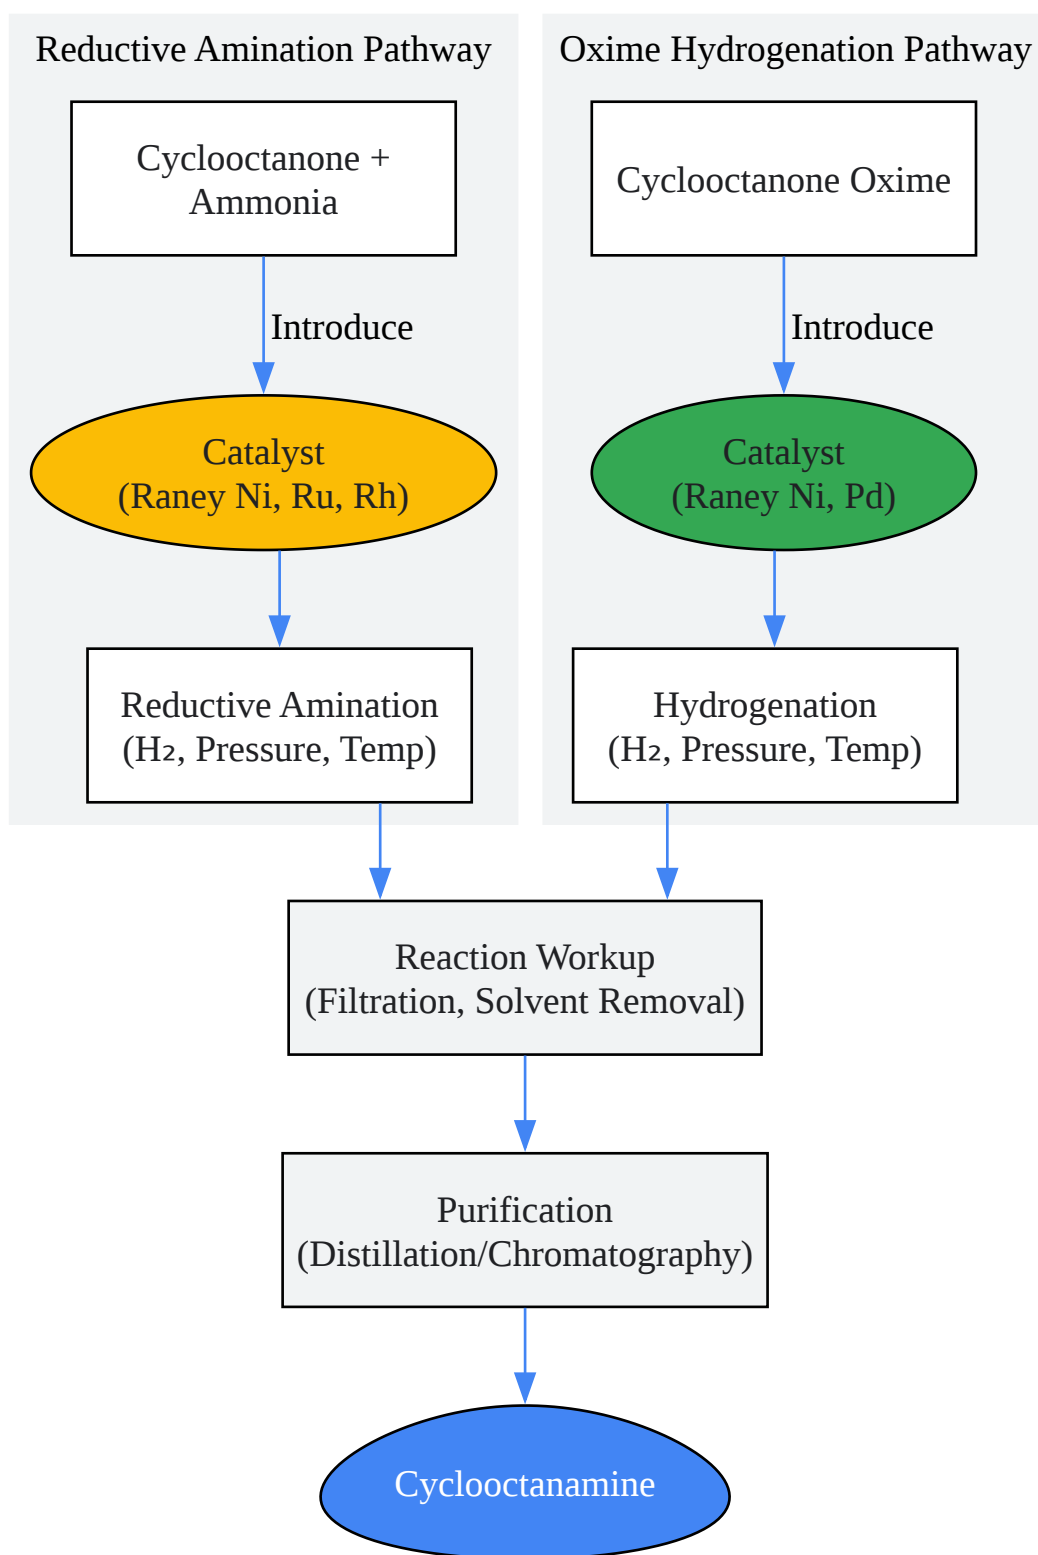 Reductive Amination Pathway
Cyclooctanone +
Ammonia
Introduce
Catalyst
(Raney Ni, Ru, Rh)
Reductive Amination
(H₂, Pressure, Temp)
Oxime Hydrogenation Pathway
Cyclooctanone Oxime
Introduce
Catalyst
(Raney Ni, Pd)
Hydrogenation
(H₂, Pressure, Temp)
Reaction Workup
(Filtration, Solvent Removal)
Purification
(Distillation/Chromatography)
Cyclooctanamine